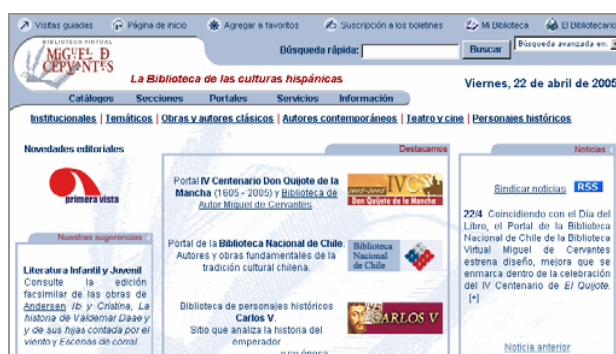 Visitas guiadas Página de inicio Agregar a favoritos Suscripción a los boletines Mi Biblioteca El Bibliotecario
BIBLIOTECA VIRTUAL
MIGUEL D
CERVANTES
Búsqueda rápida: Buscar Búsqueda avanzada en:
La Biblioteca de las culturas hispánicas
Viernes, 22 de abril de 2005
Catálogos Secciones Portales Servicios Información
Institucionales | Temáticos | Obras y autores clásicos | Autores contemporáneos | Teatro y cine | Personajes históricos
Novedades editoriales
primera vista
Nuestras sugerencias
Literatura Infantil y Juvenil
Consulte la edición
facsimilar de las obras de
Andersen Ib y Cristina, La
historia de Valdemar Daae y
y de sus hijas contada por el
viento y Escenas de corral.
Destacamos
Portal IV Centenario Don Quijote de la
Mancha (1605 - 2005) y Biblioteca de
Autor Miguel de Cervantes
1605-2005 IVC
Don Quijote de la Mancha
Portal de la Biblioteca Nacional de Chile.
Autores y obras fundamentales de la
tradición cultural chilena.
Biblioteca
Nacional
de Chile
Biblioteca de personajes históricos
Carlos V.
Sitio que analiza la historia del
emperador
y su época
CARLOS V
Noticias
Sindicar noticias RSS
22/4 Coincidiendo con el Día del
Libro, el Portal de la Biblioteca
Nacional de Chile de la Biblioteca
Virtual Miguel de Cervantes
estrena diseño, mejora que se
enmarca dentro de la celebración
del IV Centenario de El Quijote.
[+]
Noticia anterior